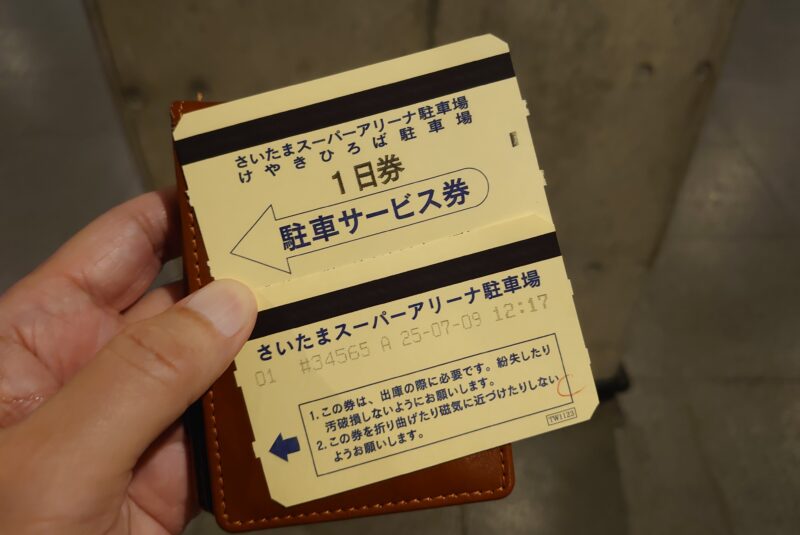 さいたまスーパーアリーナ駐車場
けやきひろば駐車場
1日券
駐車サービス券
さいたまスーパーアリーナ駐車場
01 #34565 A 25-07-09 12:17
1.この券は、出庫の際に必要です。紛失したり
汚破損しないようにお願いします。
2.この券を折り曲げたり磁気に近づけたりしない
ようお願いします。
TW1123